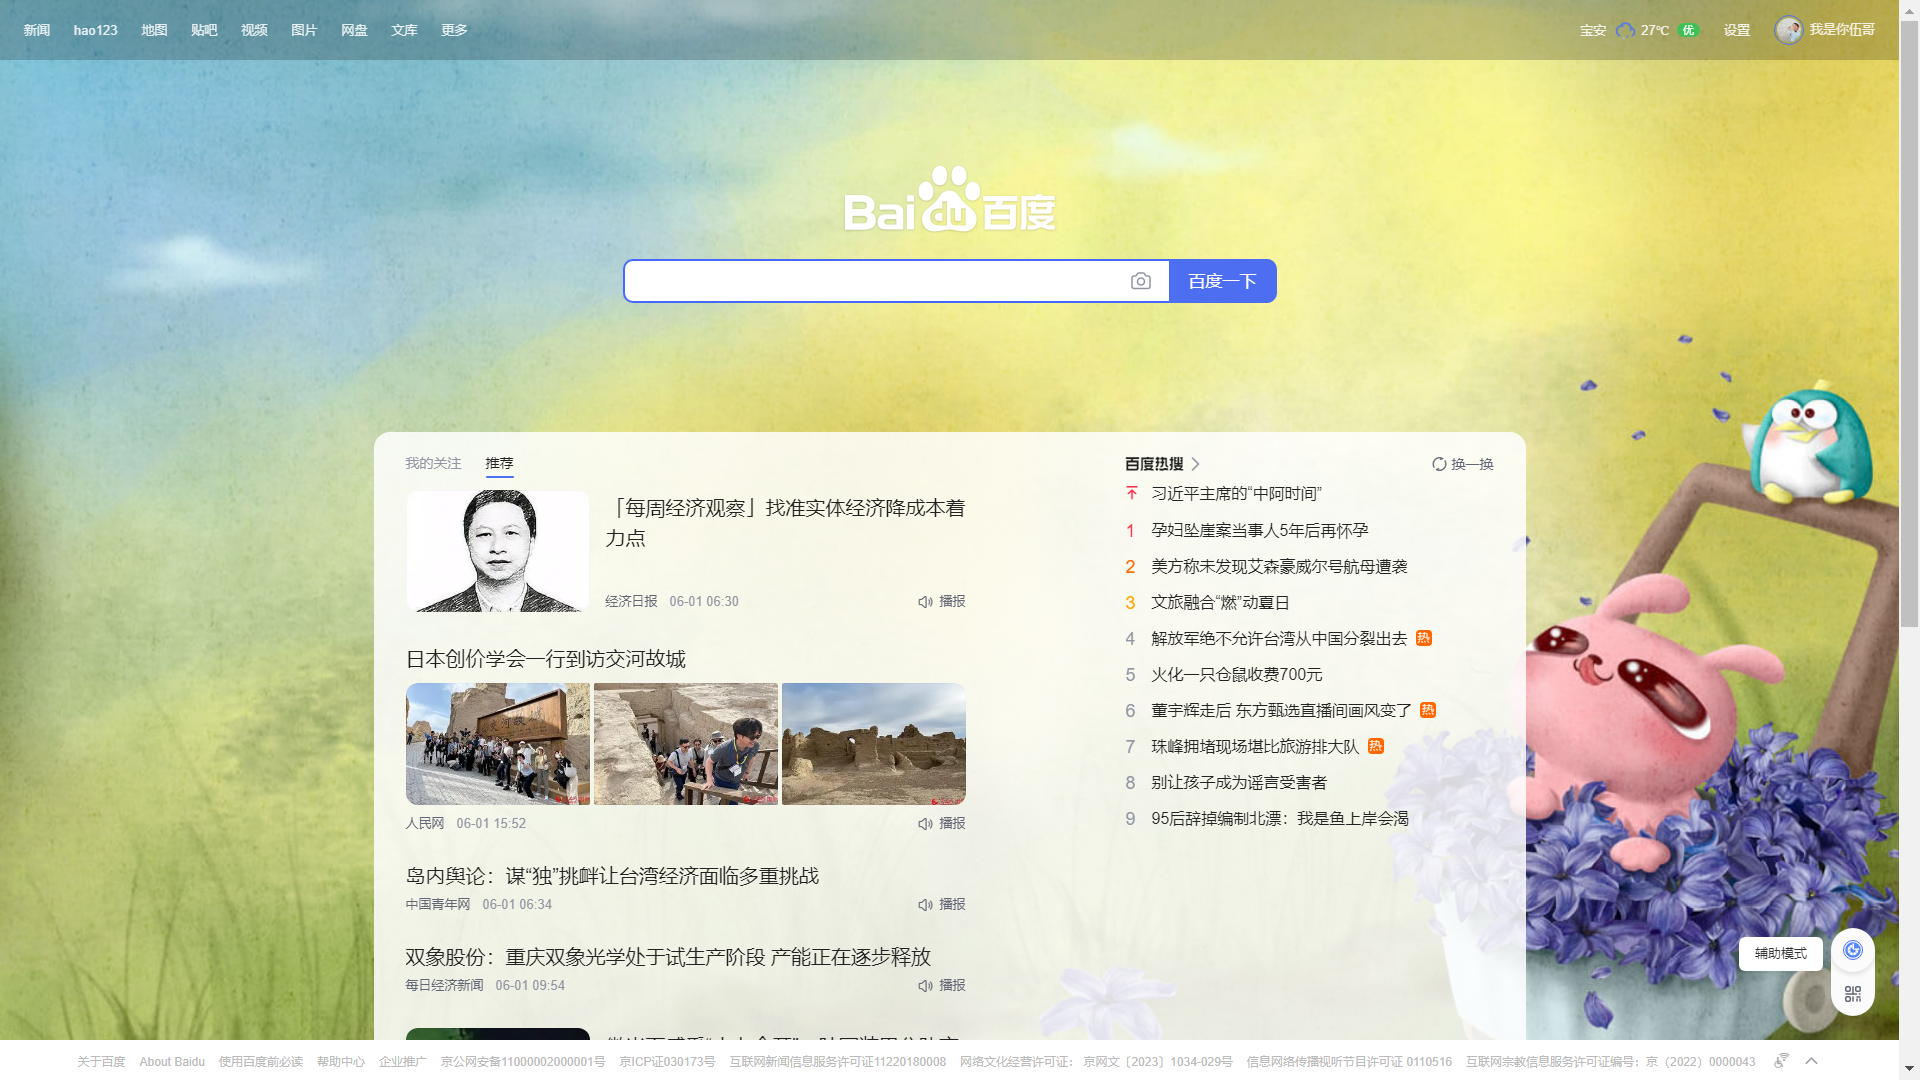 新闻 hao123 地图 贴吧 视频 图片 网盘 文库 更多
宝安 27℃ 优 设置 我是你伍哥
Bai du 百度
百度一下
我的关注 推荐
「每周经济观察」找准实体经济降成本着
力点
经济日报 06-01 06:30 播报
日本创价学会一行到访交河故城
人民网 06-01 15:52 播报
岛内舆论：谋“独”挑衅让台湾经济面临多重挑战
中国青年网 06-01 06:34 播报
双象股份：重庆双象光学处于试生产阶段 产能正在逐步释放
每日经济新闻 06-01 09:54 播报
百度热搜 换一换
习近平主席的“中阿时间”
1 孕妇坠崖案当事人5年后再怀孕
2 美方称未发现艾森豪威尔号航母遭袭
3 文旅融合“燃”动夏日
4 解放军绝不允许台湾从中国分裂出去 热
5 火化一只仓鼠收费700元
6 董宇辉走后 东方甄选直播间画风变了 热
7 珠峰拥堵现场堪比旅游排大队 热
8 别让孩子成为谣言受害者
9 95后辞掉编制北漂：我是鱼上岸会渴
辅助模式
关于百度 About Baidu 使用百度前必读 帮助中心 企业推广 京公网安备11000002000001号 京ICP证030173号 互联网新闻信息服务许可证11220180008 网络文化经营许可证： 京网文〔2023〕1034-029号 信息网络传播视听节目许可证 0110516 互联网宗教信息服务许可证编号：京（2022）0000043